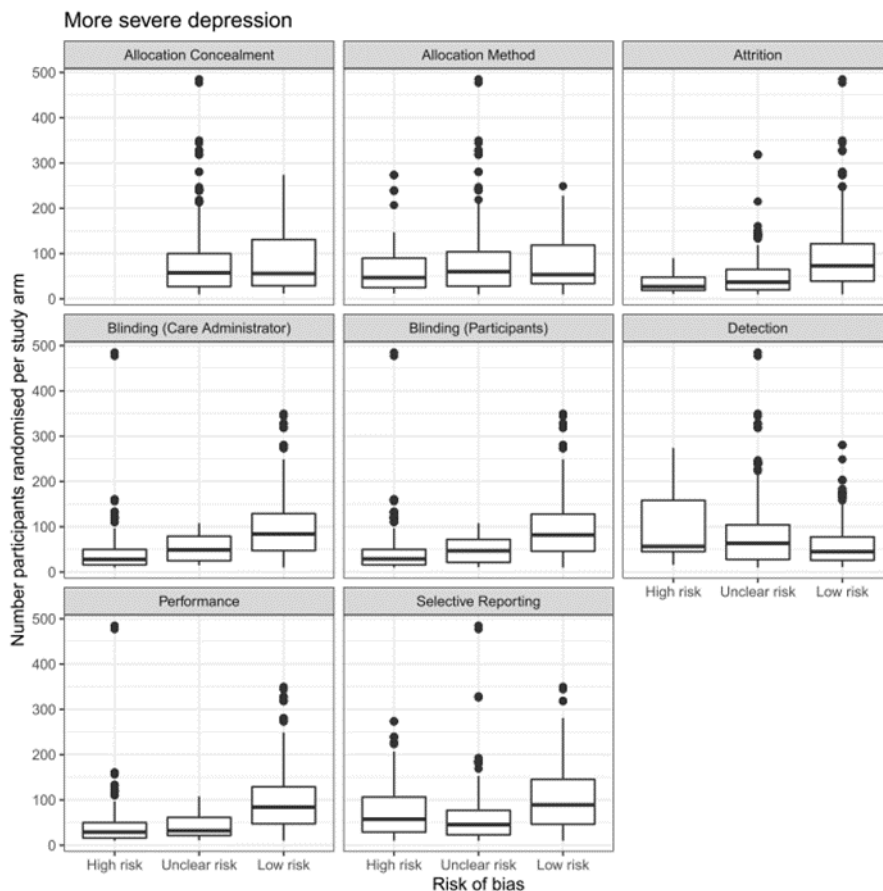 More severe depression
Allocation Concealment
Allocation Method
Attrition
500
400
300
200
100
0
Blinding (Care Administrator)
Blinding (Participants)
Detection
500
400
300
200
100
0
High risk Unclear risk Low risk
Performance
Selective Reporting
500
400
300
200
100
0
High risk Unclear risk Low risk
High risk Unclear risk Low risk
Number participants randomised per study arm
Risk of bias